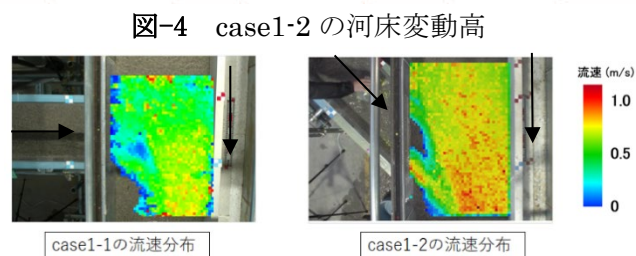 図-4　case1-2 の河床変動高
流速 (m/s)
1.0
0.5
0
case1-1の流速分布
case1-2の流速分布